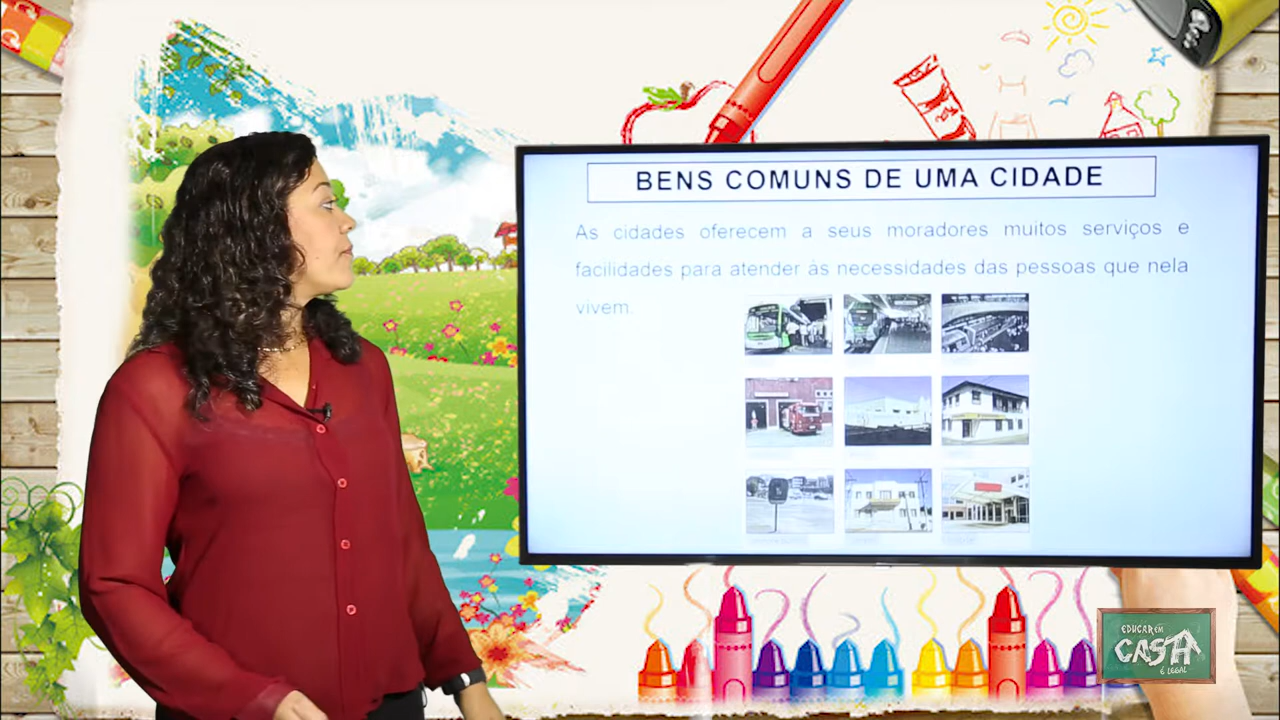 BENS COMUNS DE UMA CIDADE
As cidades oferecem a seus moradores muitos serviços e
facilidades para atender às necessidades das pessoas que nela
vivem.
EDUCAR EM
CASA
É LEGAL